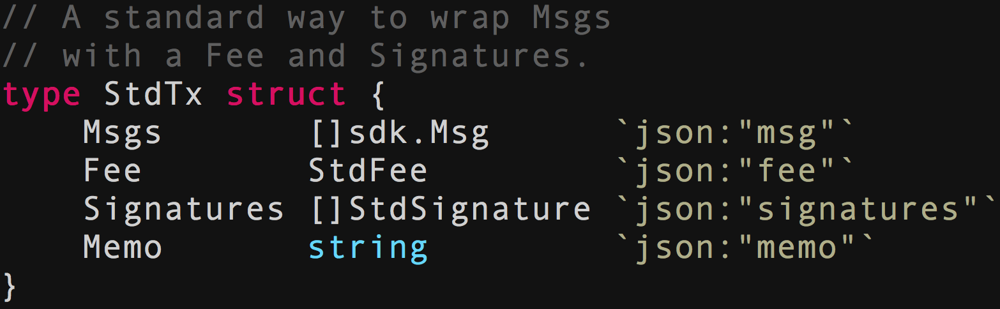 // A standard way to wrap Msgs
// with a Fee and Signatures.
type StdTx struct {
    Msgs       []sdk.Msg      `json:"msg"`
    Fee        StdFee         `json:"fee"`
    Signatures []StdSignature `json:"signatures"`
    Memo       string         `json:"memo"`
}